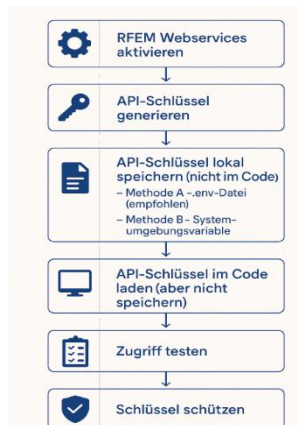 RFEM Webservices
aktivieren
API-Schlüssel
generieren
API-Schlüssel lokal
speichern (nicht im Code)
– Methode A -.env-Datei
(empfohlen)
– Methode B - System-
umgebungsvariable
API-Schlüssel im Code
laden (aber nicht
speichern)
Zugriff testen
Schlüssel schützen